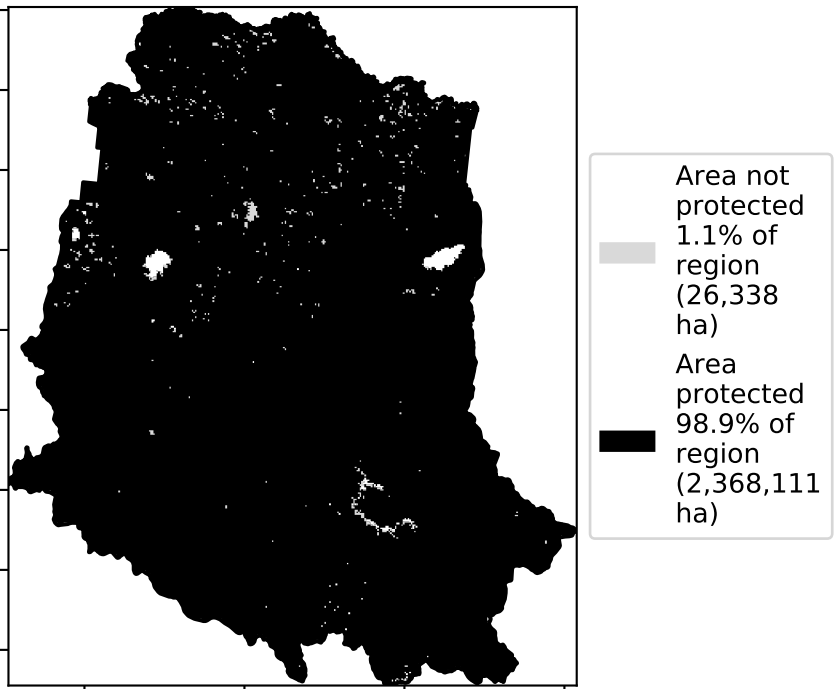 Area not
protected
1.1% of
region
(26,338
ha)
Area
protected
98.9% of
region
(2,368,111
ha)